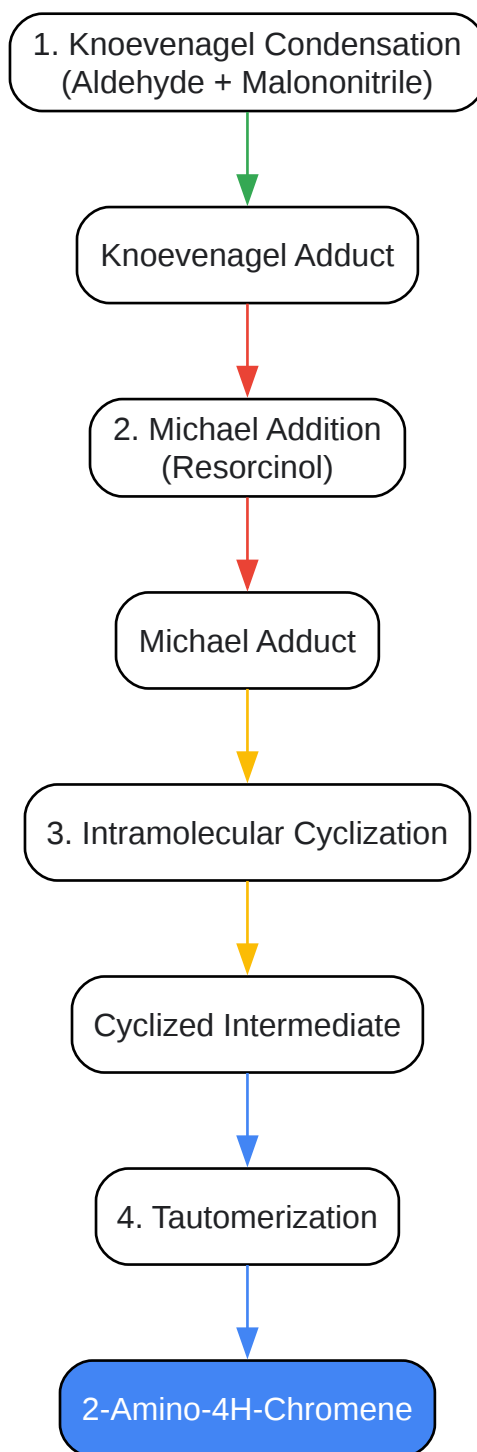 1. Knoevenagel Condensation
(Aldehyde + Malononitrile)
Knoevenagel Adduct
2. Michael Addition
(Resorcinol)
Michael Adduct
3. Intramolecular Cyclization
Cyclized Intermediate
4. Tautomerization
2-Amino-4H-Chromene